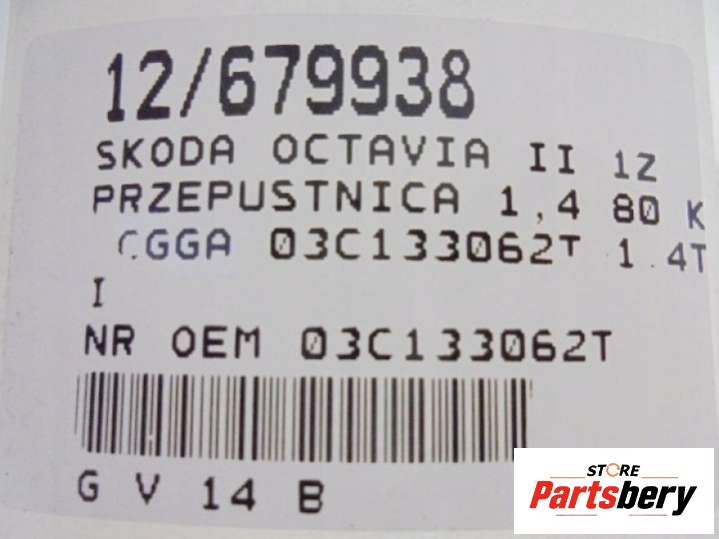 12/679938
SKODA OCTAVIA II 1Z
PRZEPUSTNICA 1,4 80 K
CGGA 03C133062T 1.4T
I
NR OEM 03C133062T
G V 14 B
STORE
Partsbery